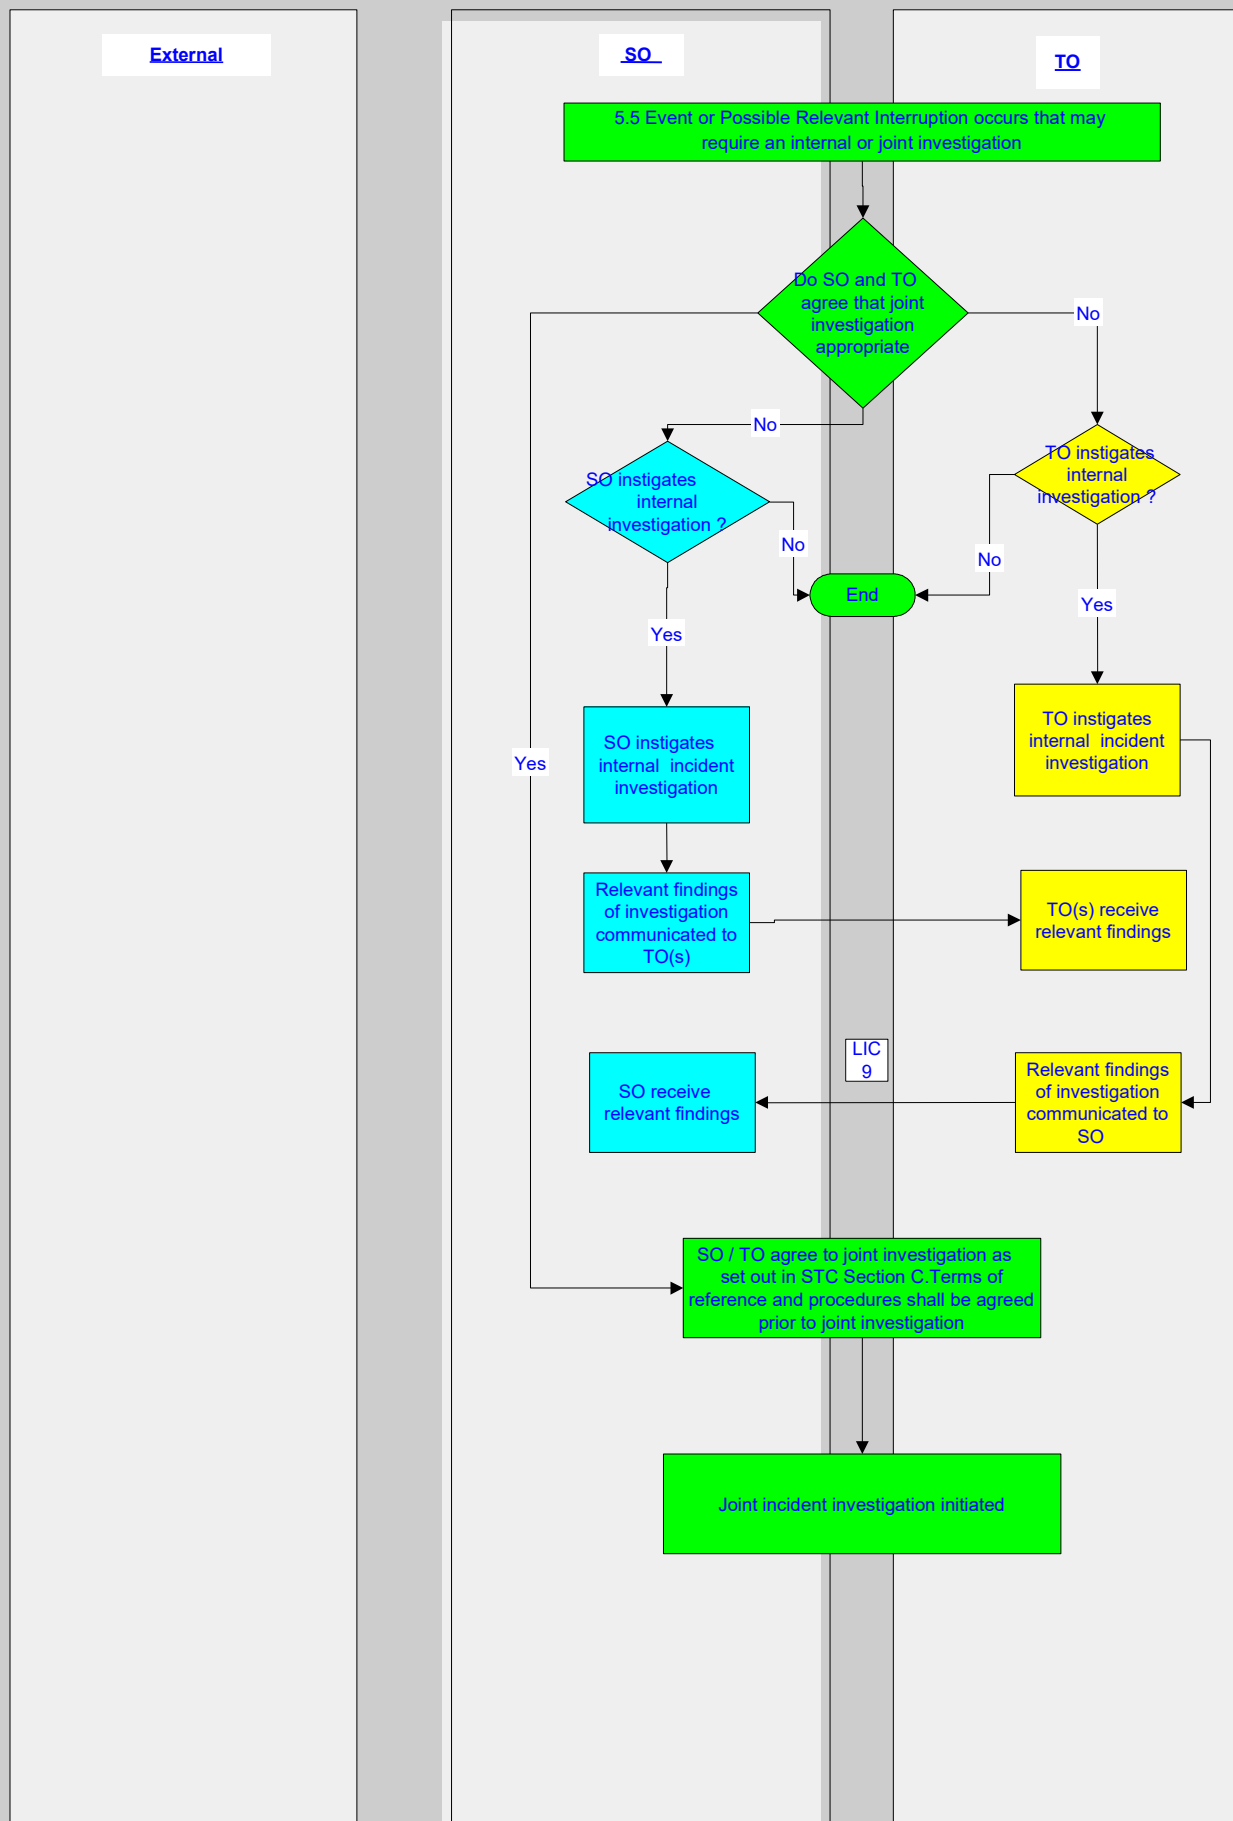 External
SO
TO
5.5 Event or Possible Relevant Interruption occurs that may
require an internal or joint investigation
Do SO and TO
agree that joint
investigation
appropriate
No
No
SO instigates
internal
investigation ?
TO instigates
internal
investigation ?
No
No
End
Yes
Yes
SO instigates
internal incident
investigation
TO instigates
internal incident
investigation
Yes
Relevant findings
of investigation
communicated to
TO(s)
TO(s) receive
relevant findings
LIC
9
SO receive
relevant findings
Relevant findings
of investigation
communicated to
SO
SO / TO agree to joint investigation as
set out in STC Section C.Terms of
reference and procedures shall be agreed
prior to joint investigation
Joint incident investigation initiated